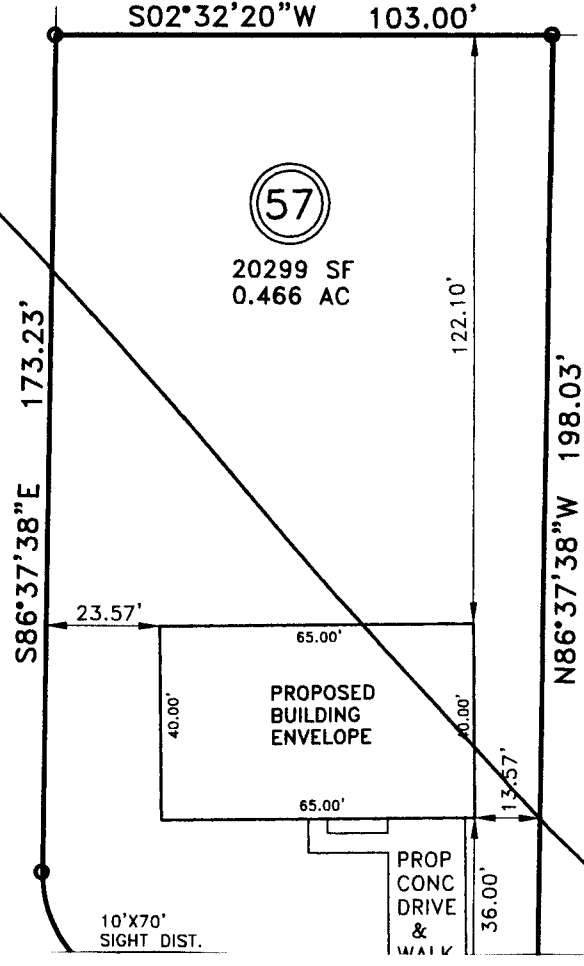 S02°32'20"W 103.00'
57
20299 SF
0.466 AC
122.10'
173.23'
S86°37'38"E
N86°37'38"W 198.03'
23.57'
65.00'
40.00'
PROPOSED
BUILDING
ENVELOPE
40.00'
13.57'
65.00'
PROP
CONC
DRIVE
&
WALK
36.00'
10'X70'
SIGHT DIST.